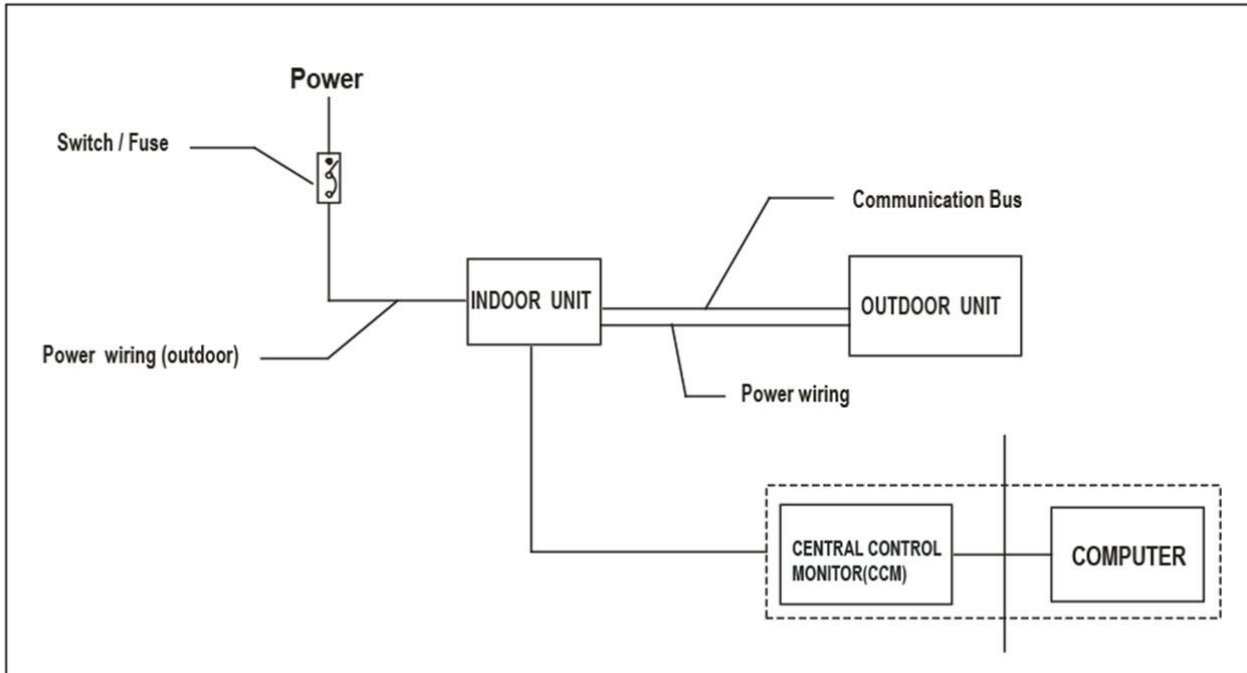 Power
Switch / Fuse
Communication Bus
INDOOR UNIT
OUTDOOR UNIT
Power wiring (outdoor)
Power wiring
CENTRAL CONTROL
MONITOR(CCM)
COMPUTER